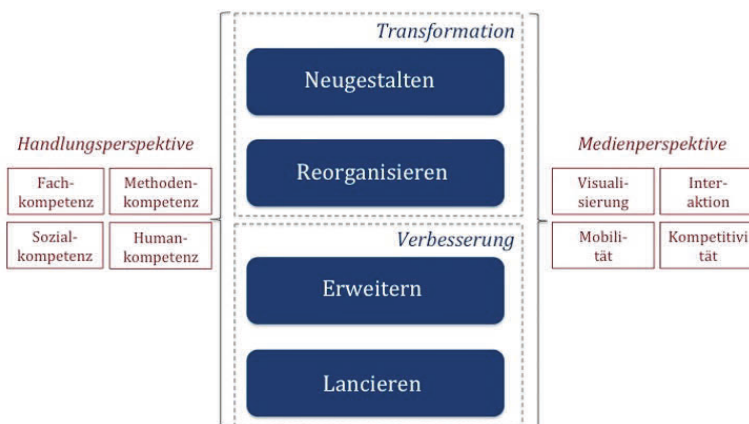 Transformation
Neugestalten
Reorganisieren
Handlungsperspektive
Fach-
kompetenz
Methoden-
kompetenz
Sozial-
kompetenz
Human-
kompetenz
Medienperspektive
Visuali-
sierung
Inter-
aktion
Mobili-
tät
Kompetitivi
tät
Verbesserung
Erweitern
Lancieren